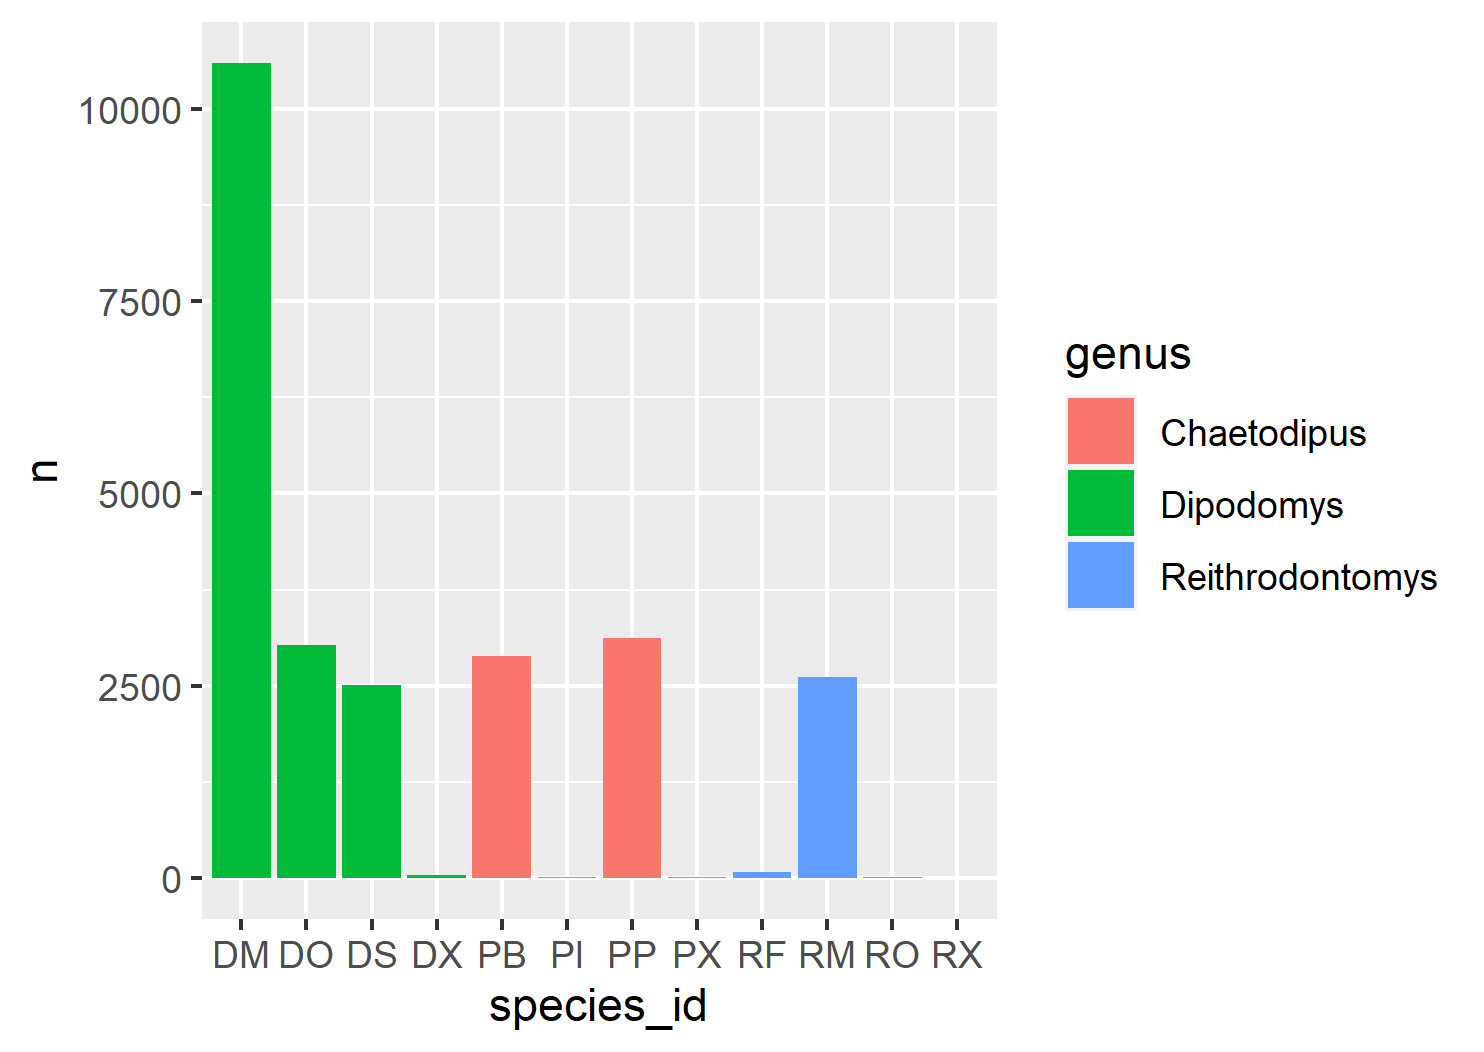 10000
7500
5000
2500
0
n
DM DO DS DX PB PI PP PX RF RM RO RX
species_id
genus
Chaetodipus
Dipodomys
Reithrodontomys